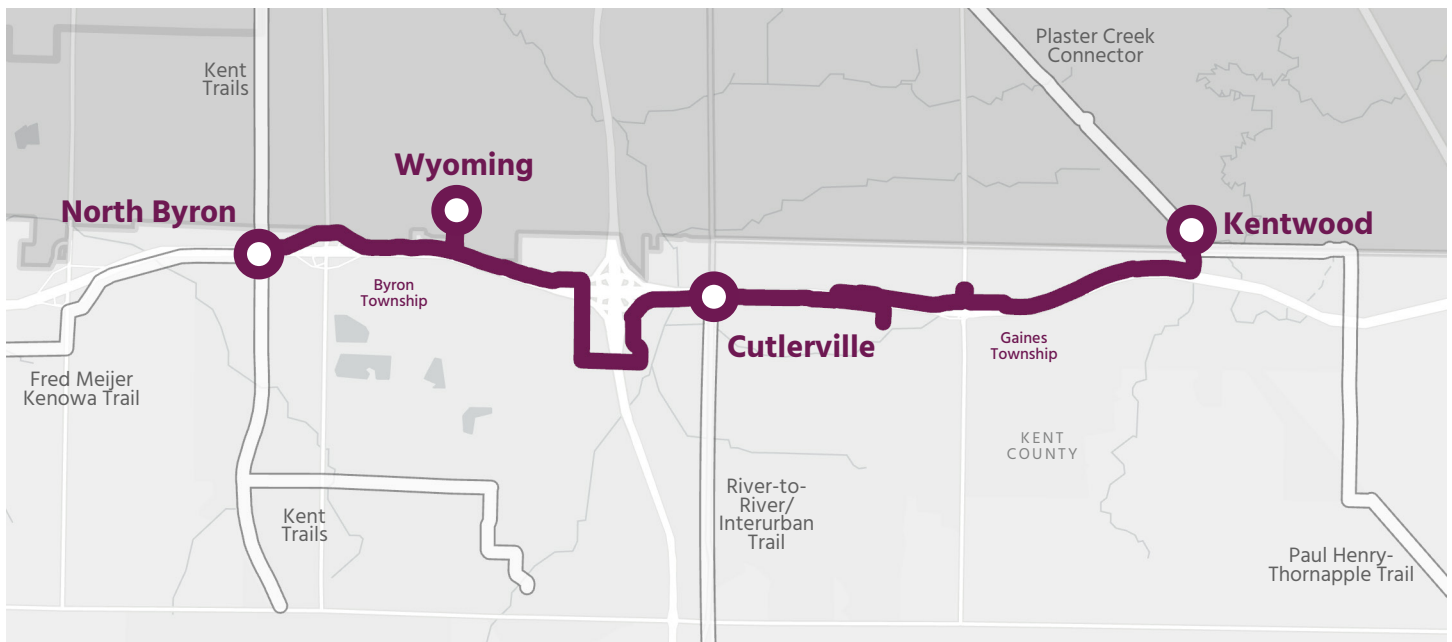 Plaster Creek
Connector
Kent
Trails
Wyoming
North Byron
Kentwood
Byron
Township
Cutlerville
Gaines
Township
Fred Meijer
Kenowa Trail
KENT
COUNTY
River-to-
River/
Interurban
Trail
Kent
Trails
Paul Henry-
Thornapple Trail